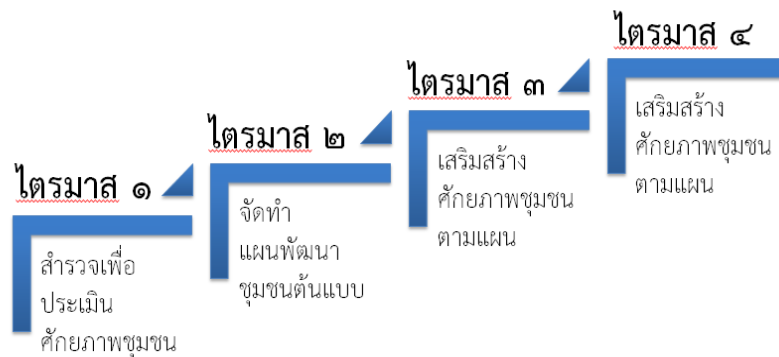 ไตรมาส ๑
สำรวจเพื่อ
ประเมิน
ศักยภาพชุมชน
ไตรมาส ๒
จัดทำ
แผนพัฒนา
ชุมชนต้นแบบ
ไตรมาส ๓
เสริมสร้าง
ศักยภาพชุมชน
ตามแผน
ไตรมาส ๔
เสริมสร้าง
ศักยภาพชุมชน
ตามแผน